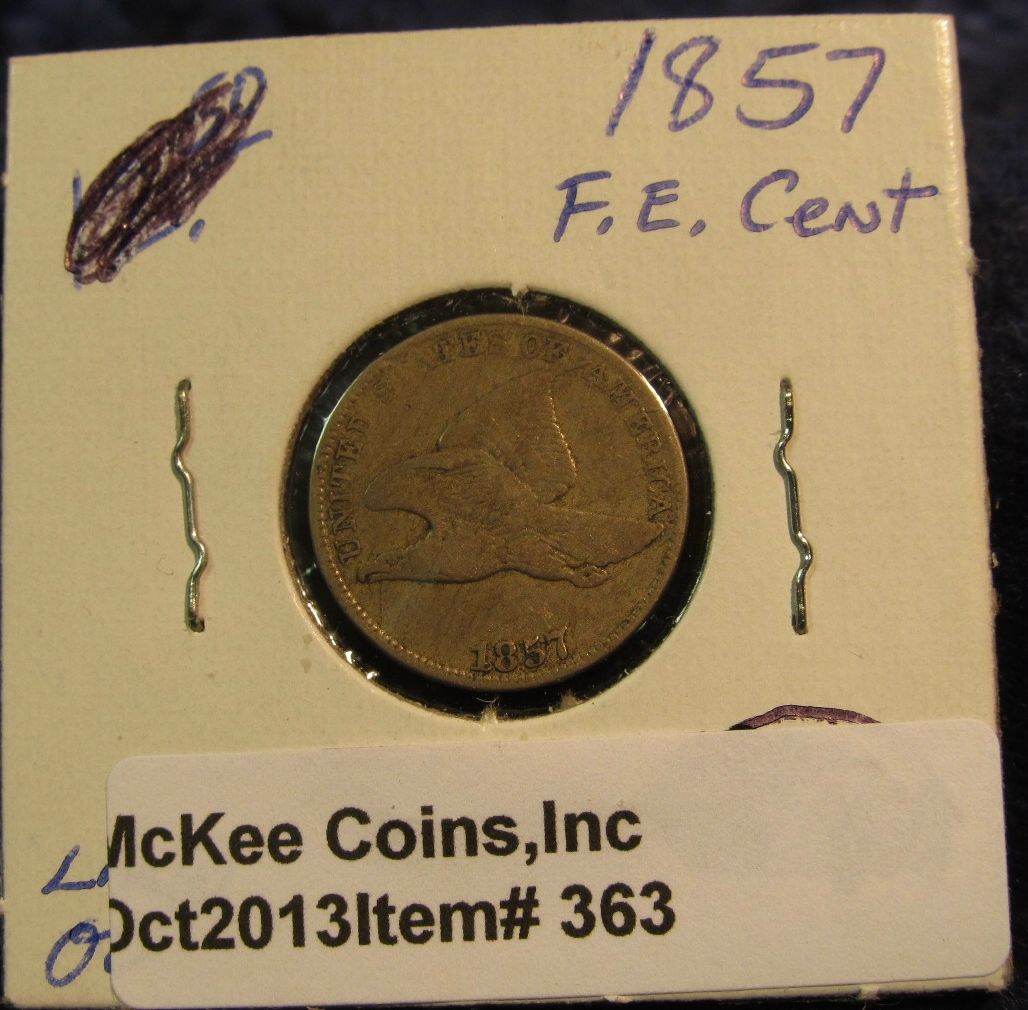 1857
F.E. Cent
UNITED STATES OF AMERICA
1857
McKee Coins,Inc
Oct2013Item# 363